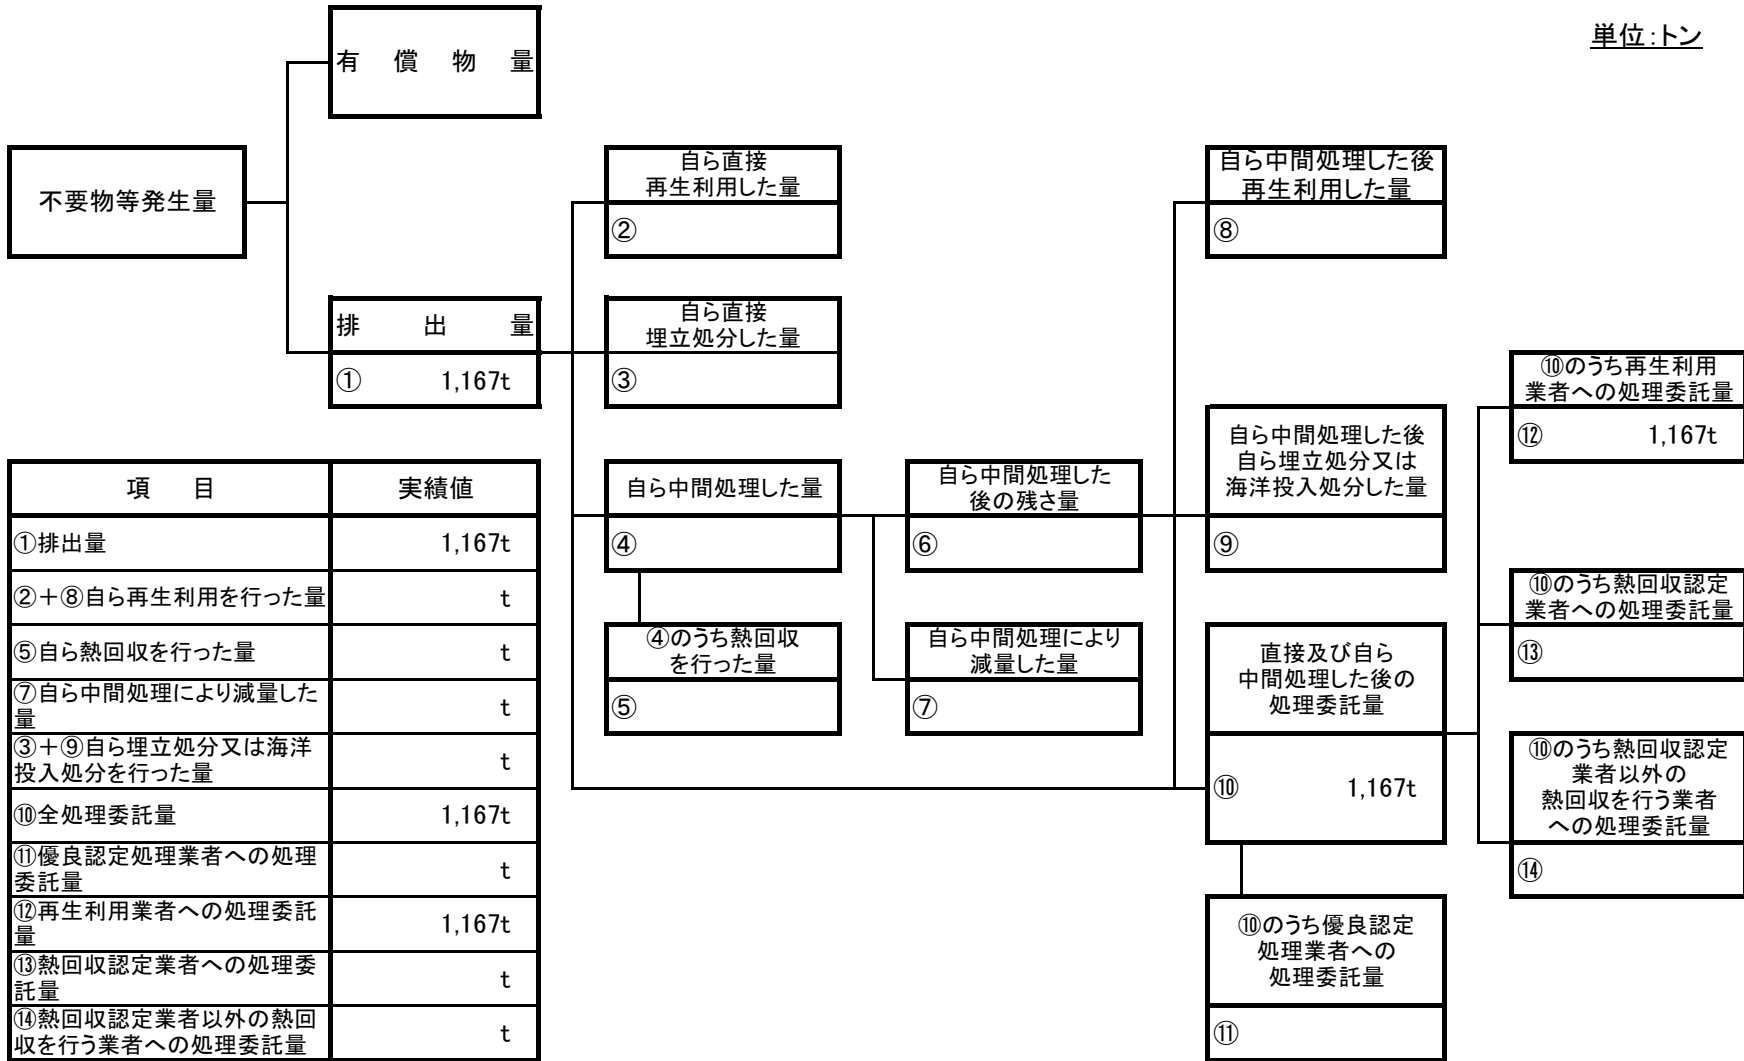 単位:トン
有償物量
不要物等発生量
自ら直接
再生利用した量
②
自ら中間処理した後
再生利用した量
⑧
排出量
① 1,167t
自ら直接
埋立処分した量
③
⑩のうち再生利用
業者への処理委託量
⑫ 1,167t
自ら中間処理した量
④
自ら中間処理した
後の残さ量
⑥
自ら中間処理した後
自ら埋立処分又は
海洋投入処分した量
⑨
⑩のうち熱回収認定
業者への処理委託量
⑬
④のうち熱回収
を行った量
⑤
自ら中間処理により
減量した量
⑦
直接及び自ら
中間処理した後の
処理委託量
⑩ 1,167t
⑩のうち熱回収認定
業者以外の
熱回収を行う業者
への処理委託量
⑭
⑩のうち優良認定
処理業者への
処理委託量
⑪
項目 実績値
①排出量 1,167t
②+⑧自ら再生利用を行った量 t
⑤自ら熱回収を行った量 t
⑦自ら中間処理により減量した
量 t
③+⑨自ら埋立処分又は海洋
投入処分を行った量 t
⑩全処理委託量 1,167t
⑪優良認定処理業者への処理
委託量 t
⑫再生利用業者への処理委託
量 1,167t
⑬熱回収認定業者への処理委
託量 t
⑭熱回収認定業者以外の熱回
収を行う業者への処理委託量 t